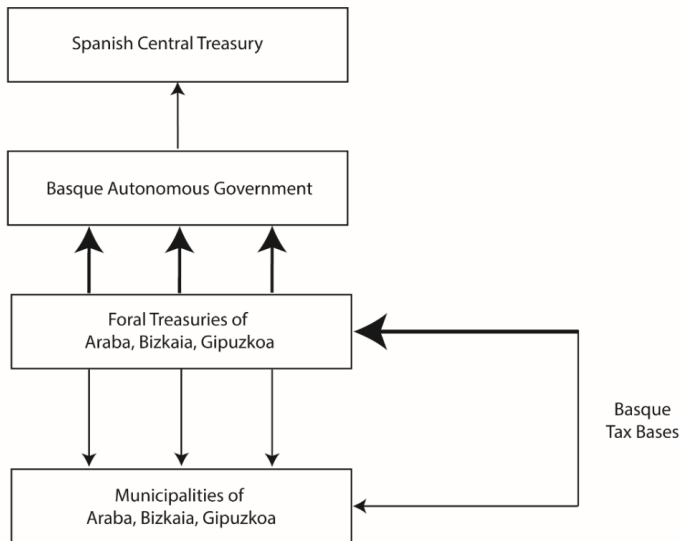 Spanish Central Treasury
Basque Autonomous Government
Foral Treasuries of
Araba, Bizkaia, Gipuzkoa
Basque
Tax Bases
Municipalities of
Araba, Bizkaia, Gipuzkoa